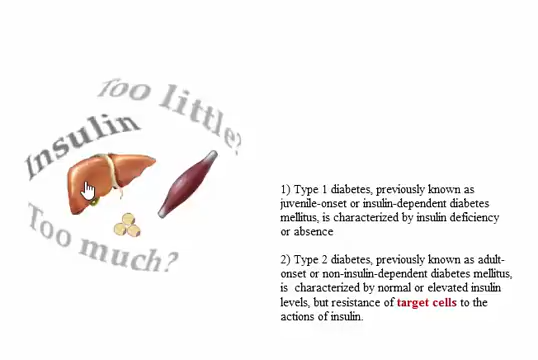 Too little?
Insulin
Too much?
1) Type 1 diabetes, previously known as
juvenile-onset or insulin-dependent diabetes
mellitus, is characterized by insulin deficiency
or absence
2) Type 2 diabetes, previously known as adult-
onset or non-insulin-dependent diabetes mellitus,
is characterized by normal or elevated insulin
levels, but resistance of target cells to the
actions of insulin.